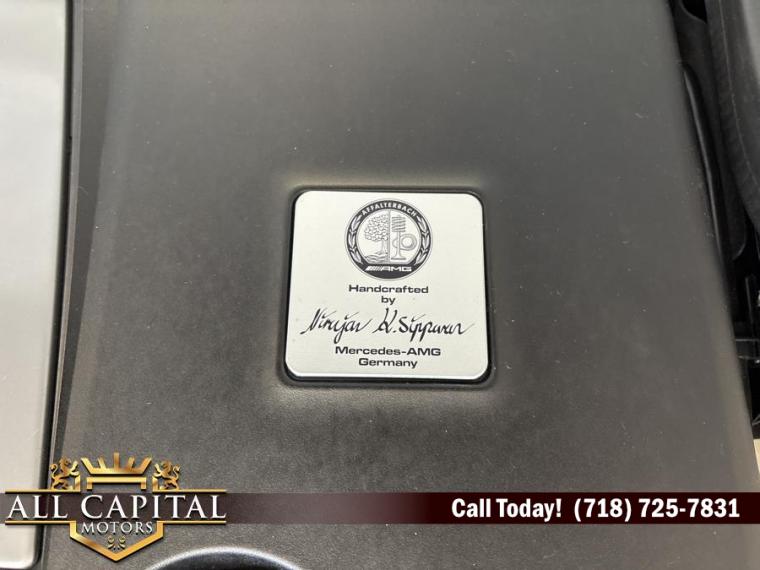 AFFALTERBACH
AMG
Handcrafted
by
Mercedes-AMG
Germany
ALL CAPITAL
MOTORS
Call Today! (718) 725-7831